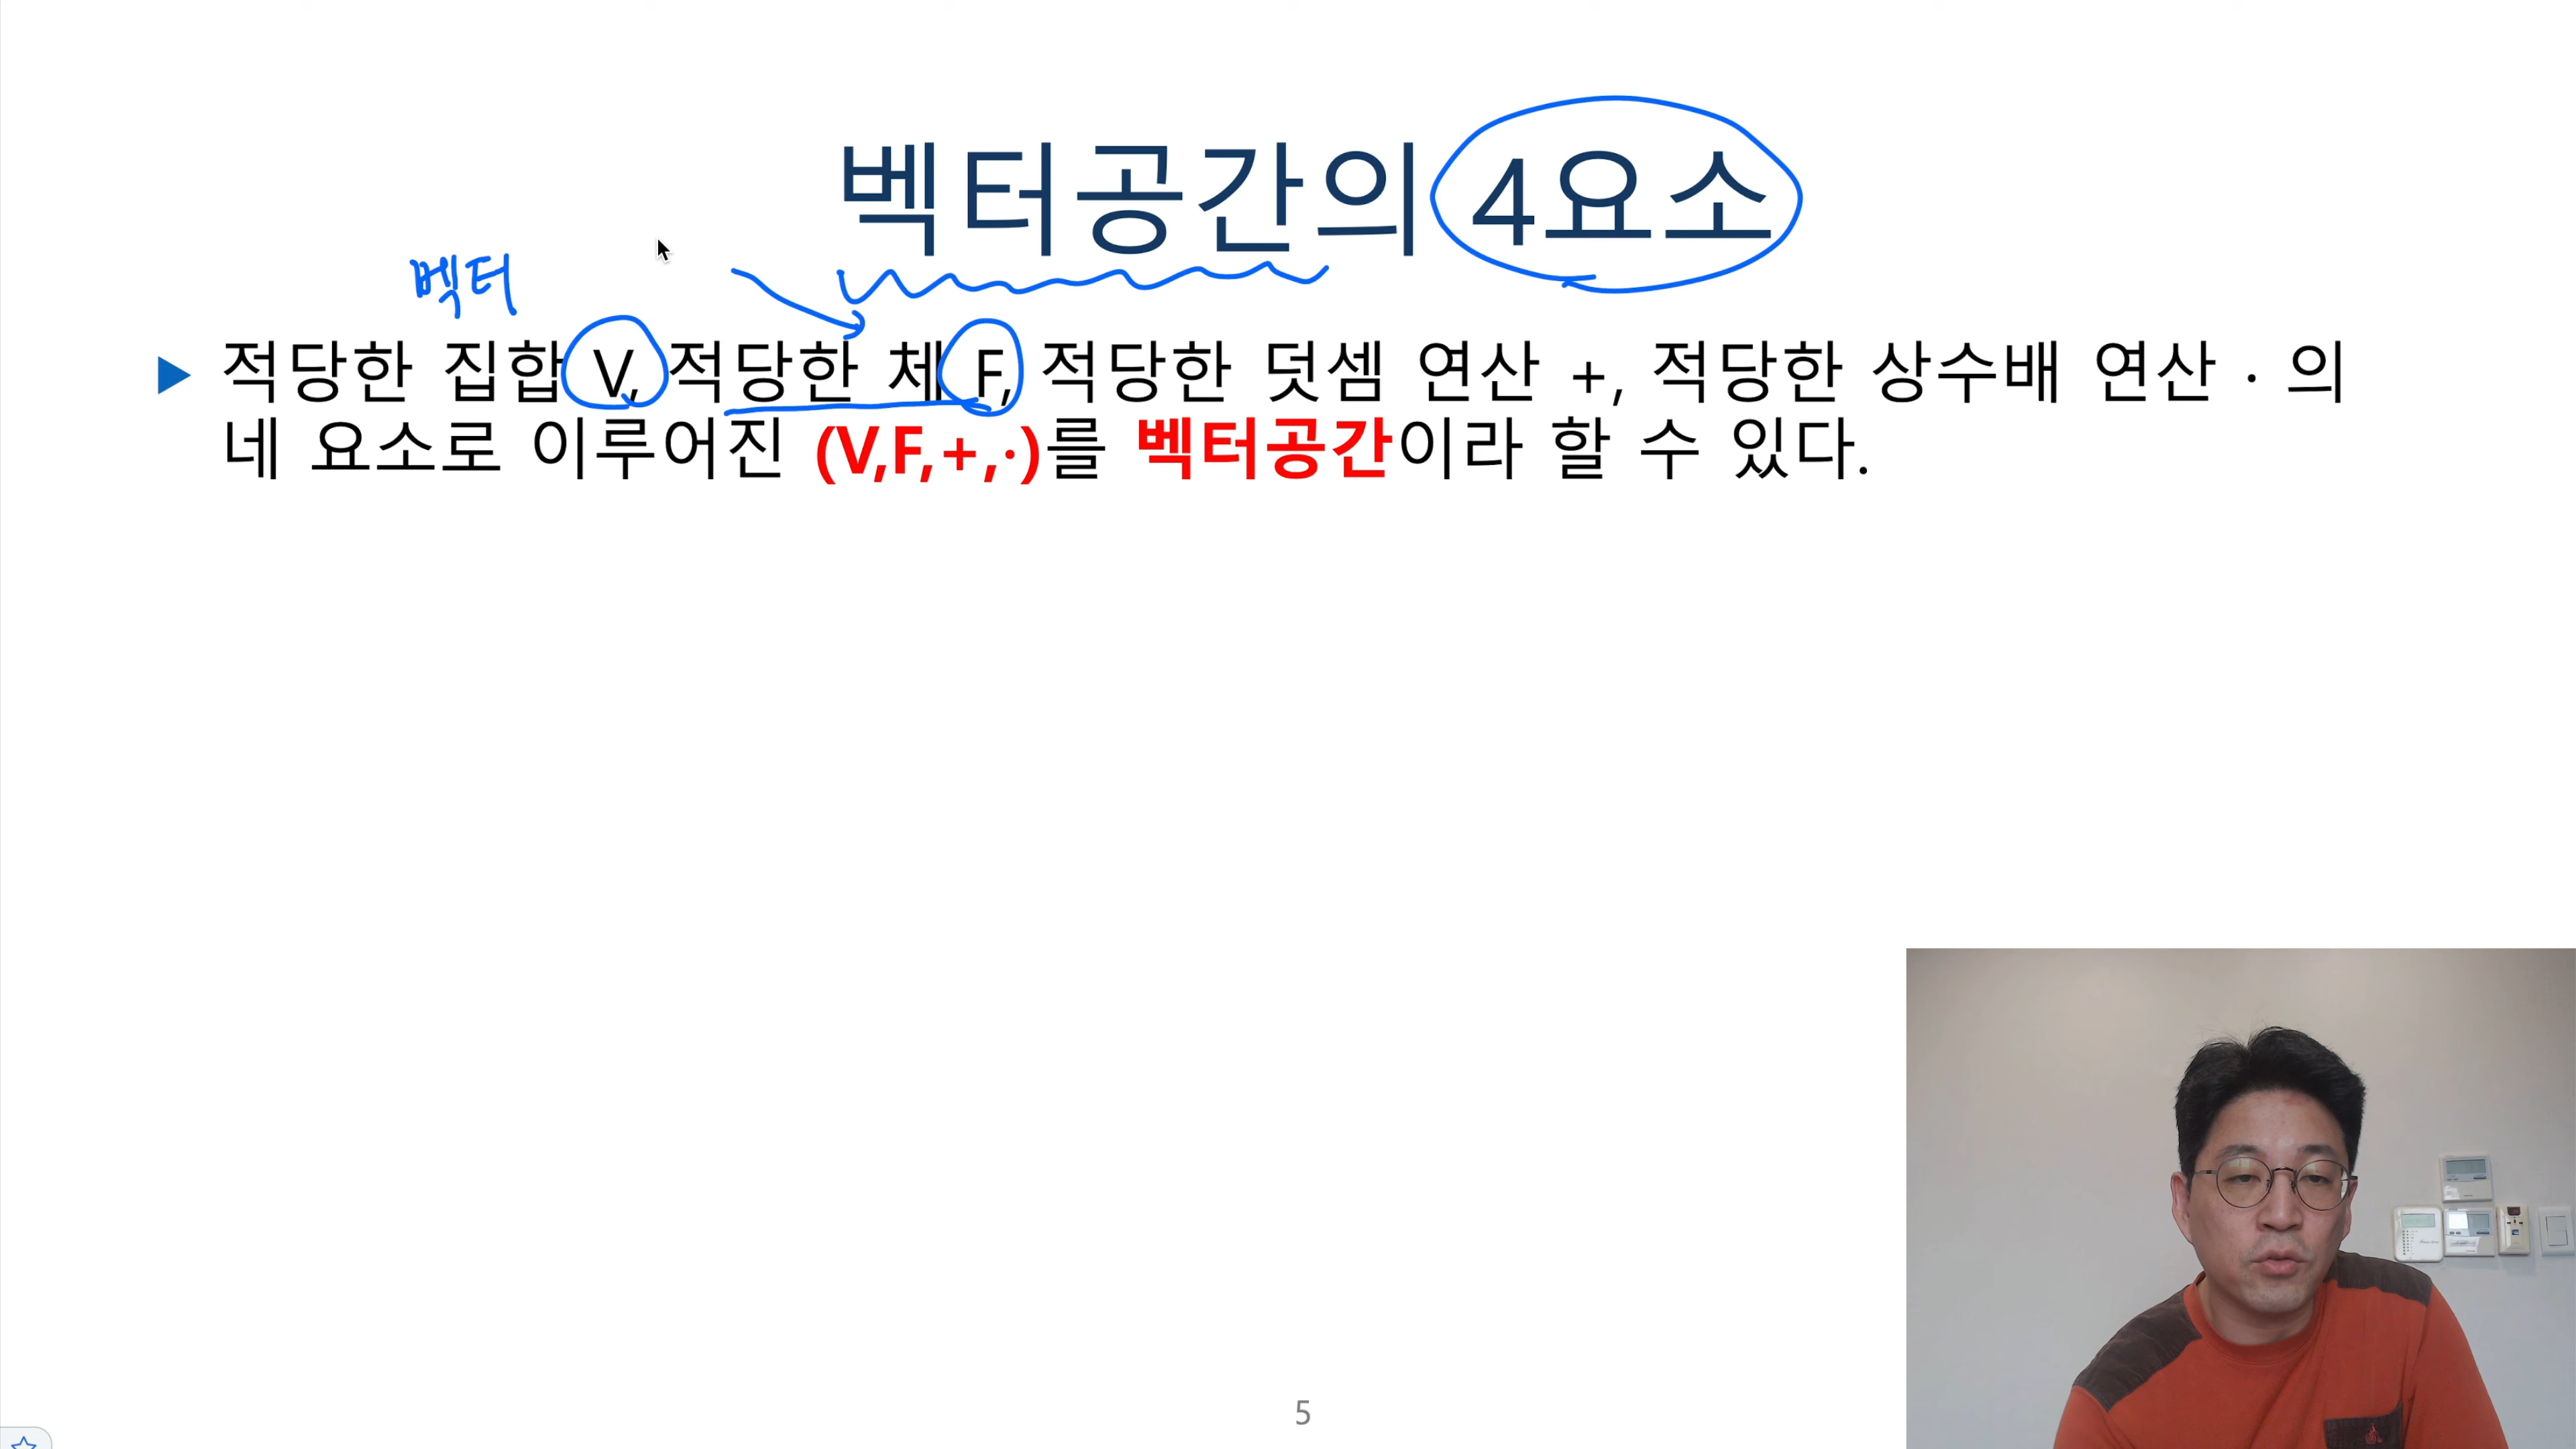 벡터공간의 4요소
벡터
적당한 집합 V, 적당한 체 F, 적당한 덧셈 연산 +, 적당한 상수배 연산 · 의
네 요소로 이루어진 (V,F,+,·)를 벡터공간이라 할 수 있다.
5